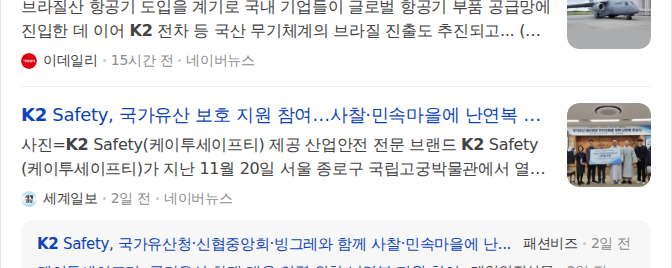 브라질산 항공기 도입을 계기로 국내 기업들이 글로벌 항공기 부품 공급망에
진입한 데 이어 K2 전차 등 국산 무기체계의 브라질 진출도 추진되고... (...
이데일리 · 15시간 전 · 네이버뉴스
K2 Safety, 국가유산 보호 지원 참여...사찰·민속마을에 난연복 ...
사진=K2 Safety(케이투세이프티) 제공 산업안전 전문 브랜드 K2 Safety
(케이투세이프티)가 지난 11월 20일 서울 종로구 국립고궁박물관에서 열...
세계일보 · 2일 전 · 네이버뉴스
K2 Safety, 국가유산청·신협중앙회·빙그레와 함께 사찰·민속마을에 난... 패션비즈 · 2일 전